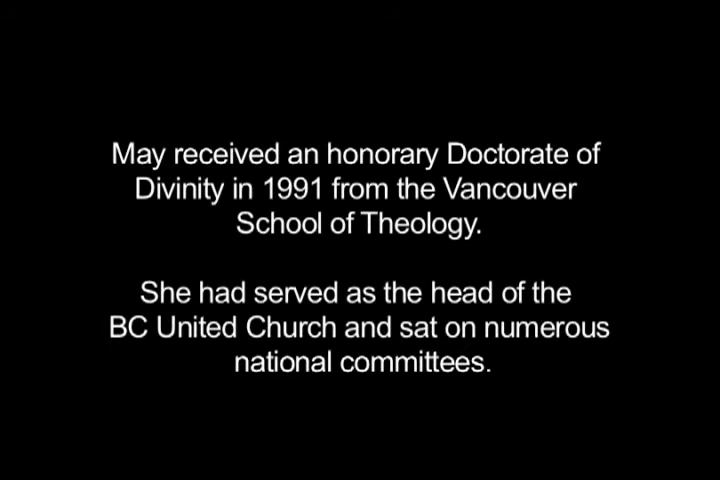 May received an honorary Doctorate of
Divinity in 1991 from the Vancouver
School of Theology.
She had served as the head of the
BC United Church and sat on numerous
national committees.